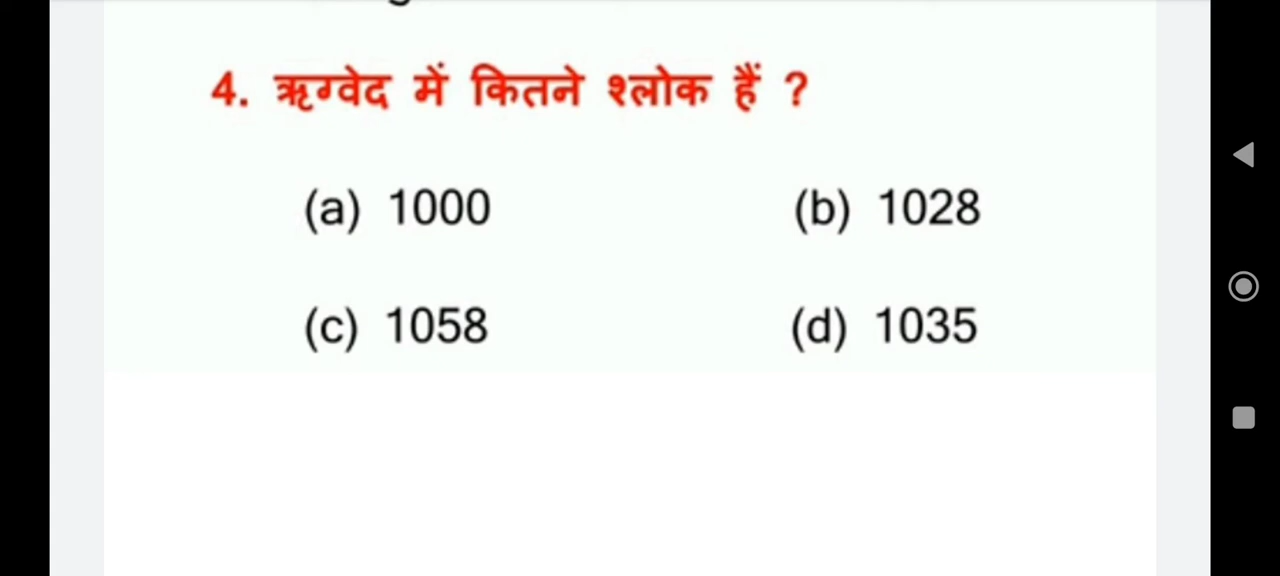 4. ऋग्वेद में कितने श्लोक हैं ?
(a) 1000 (b) 1028
(c) 1058 (d) 1035